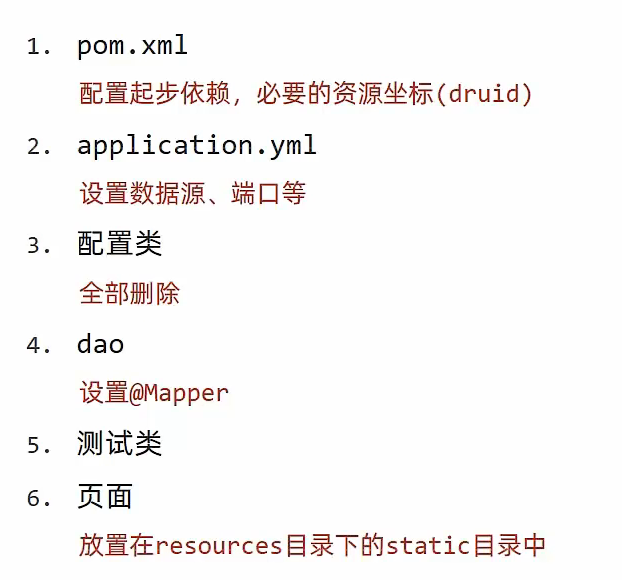 1. pom.xml
配置起步依赖，必要的资源坐标(druid)
2. application.yml
设置数据源、端口等
3. 配置类
全部删除
4. dao
设置@Mapper
5. 测试类
6. 页面
放置在resources目录下的static目录中